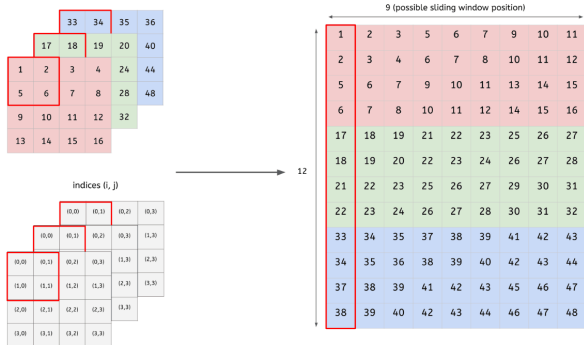 9 (possible sliding window position)
33 34 35 36
17 18 19 20 40
1 2 3 4 24 44
5 6 7 8 28 48
9 10 11 12 32
13 14 15 16
indices (i, j)
(0,0) (0,1) (0,2) (0,3)
(0,0) (0,1) (0,2) (0,3) (1,3)
(0,0) (0,1) (0,2) (0,3) (1,3) (2,3)
(1,0) (1,1) (1,2) (1,3) (2,3) (3,3)
(2,0) (2,1) (2,2) (2,3) (3,3)
(3,0) (3,1) (3,2) (3,3)
12
1 2 3 5 6 7 9 10 11
2 3 4 6 7 8 10 11 12
5 6 7 9 10 11 13 14 15
6 7 8 10 11 12 14 15 16
17 18 19 21 22 23 25 26 27
18 19 20 22 23 24 26 27 28
21 22 23 25 26 27 29 30 31
22 23 24 26 27 28 30 31 32
33 34 35 37 38 39 41 42 43
34 35 36 38 39 40 42 43 44
37 38 39 41 42 43 45 46 47
38 39 40 42 43 44 46 47 48